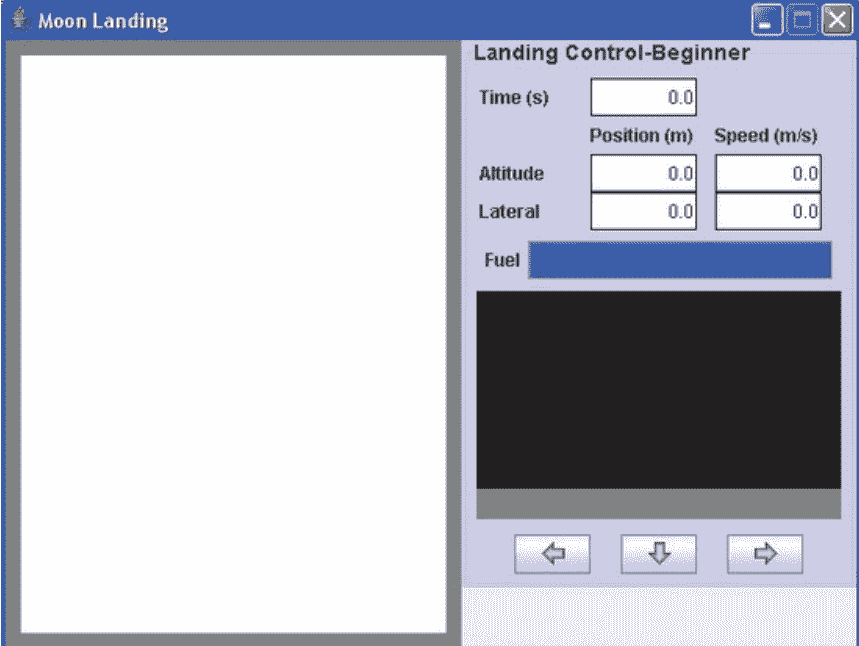 Moon Landing
Landing Control-Beginner
Time (s) 0.0
Position (m) Speed (m/s)
Altitude 0.0 0.0
Lateral 0.0 0.0
Fuel